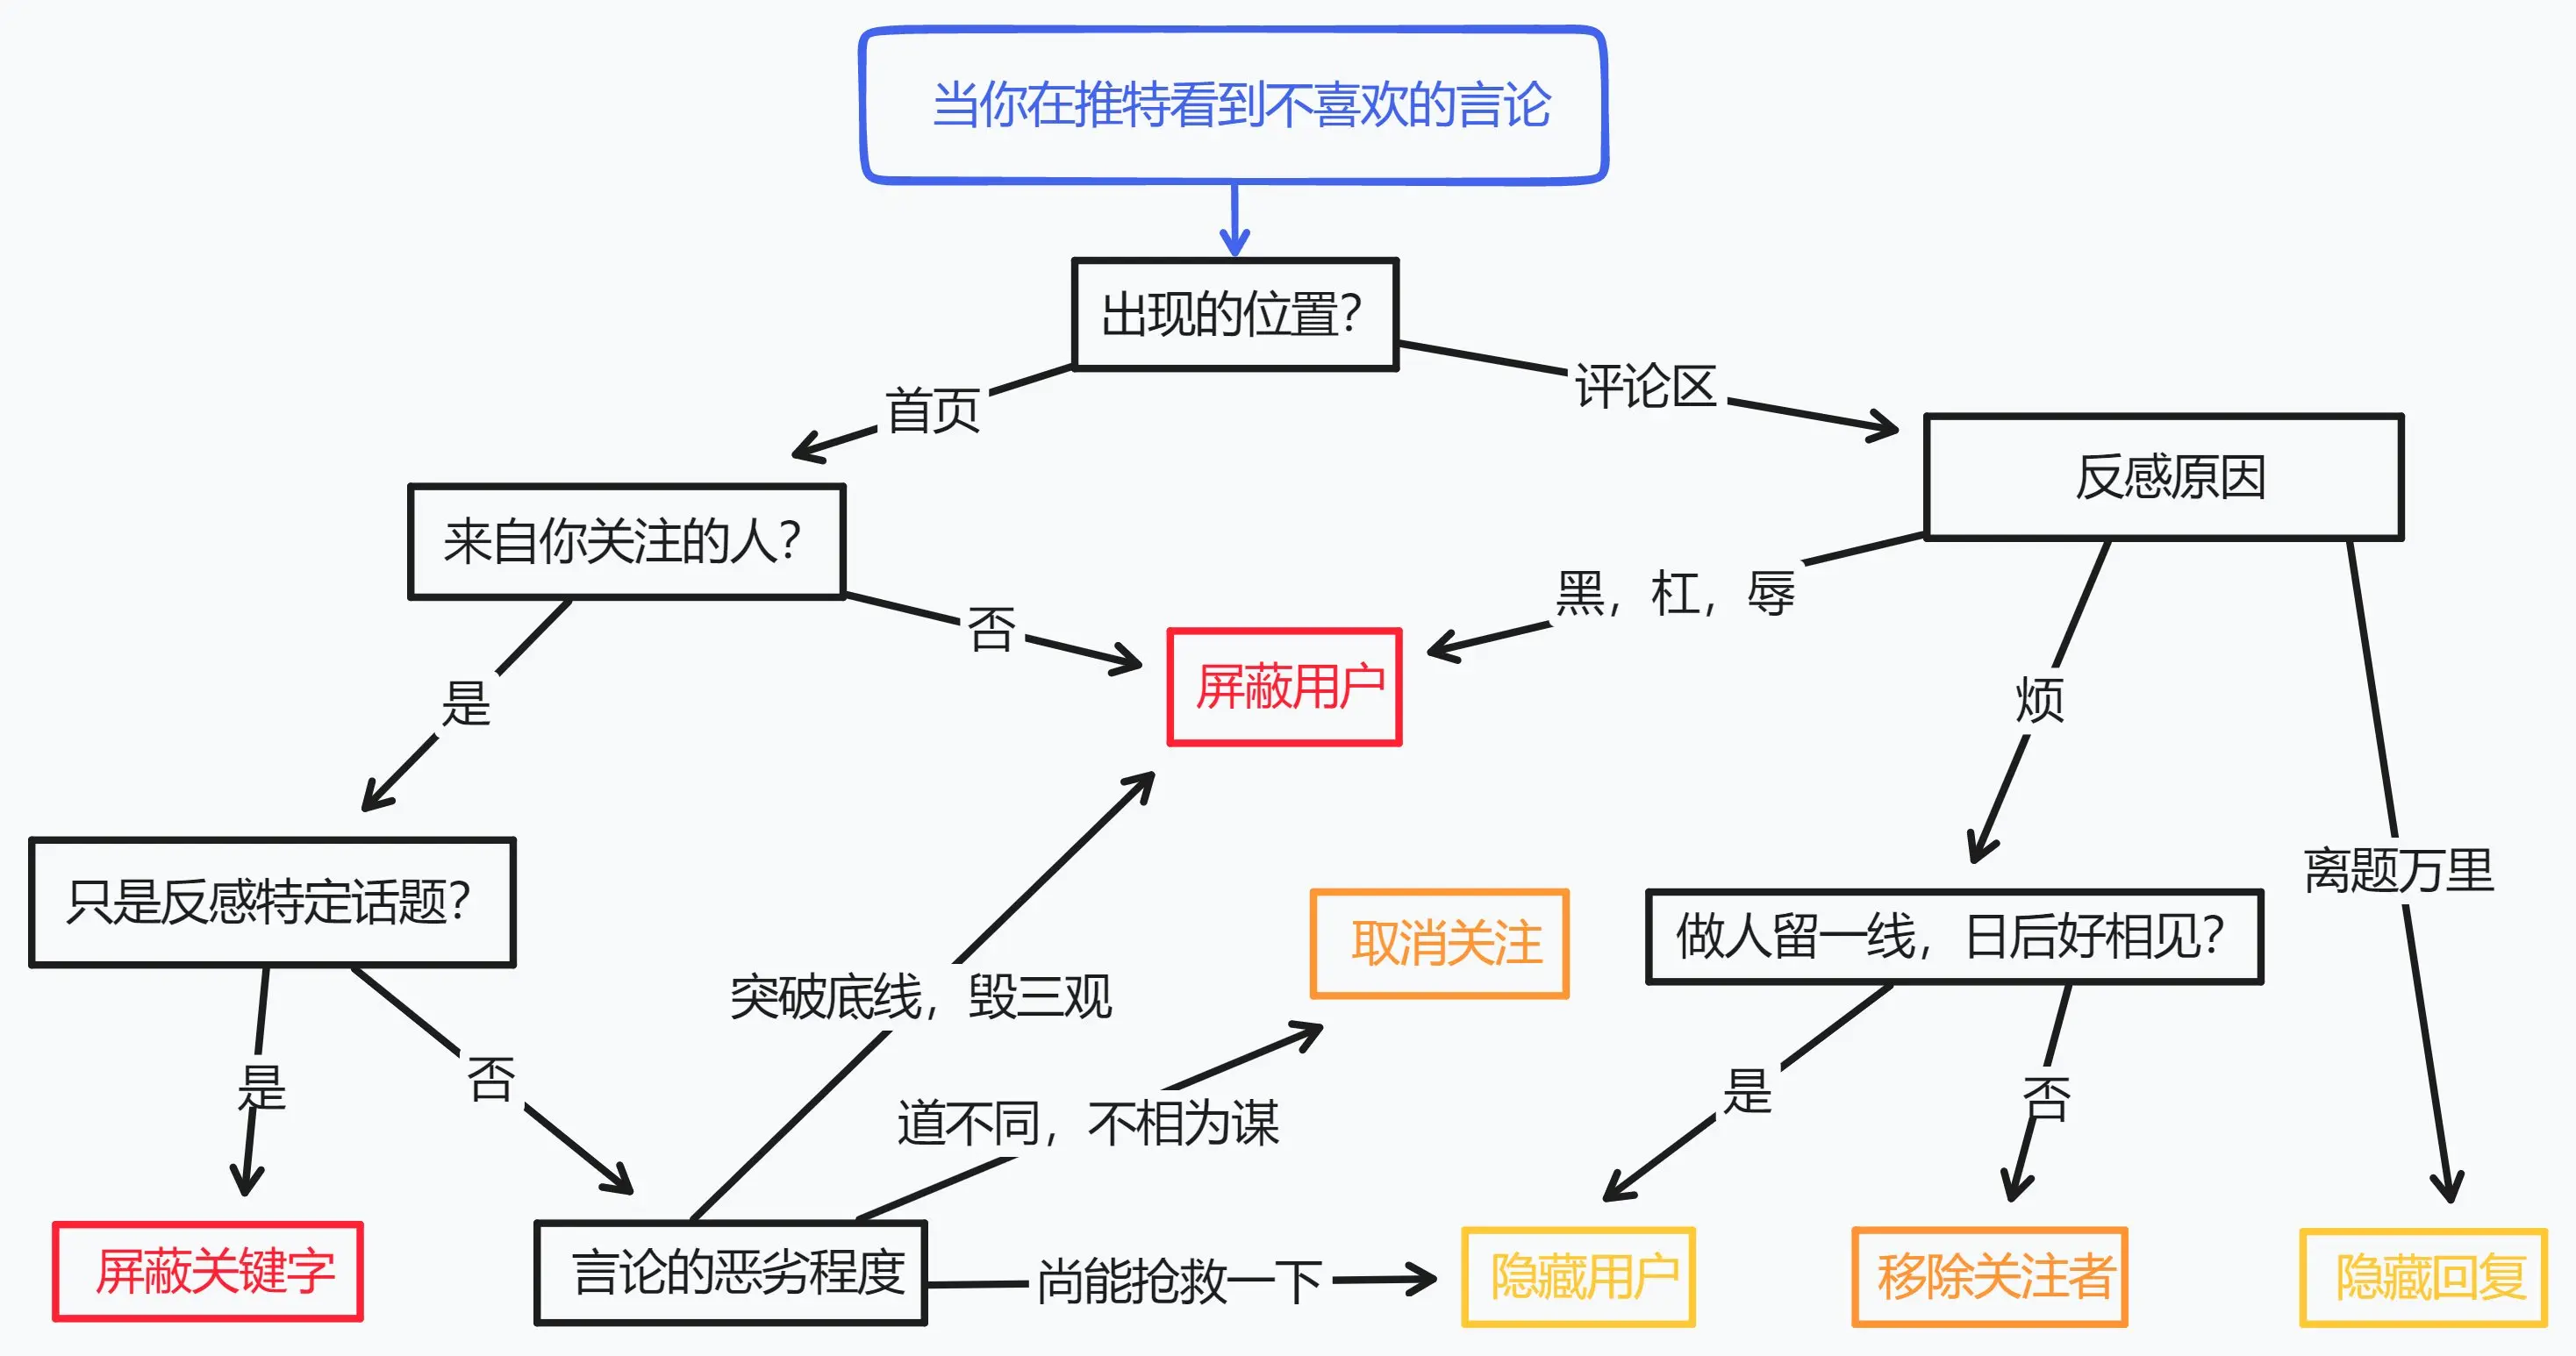 当你在推特看到不喜欢的言论
出现的位置?
首页
评论区
来自你关注的人?
反感原因
否
黑，杠，辱
屏蔽用户
是
烦
只是反感特定话题?
离题万里
取消关注
做人留一线，日后好相见?
突破底线，毁三观
是
否
道不同，不相为谋
是
否
屏蔽关键字
言论的恶劣程度
尚能抢救一下
隐藏用户
移除关注者
隐藏回复